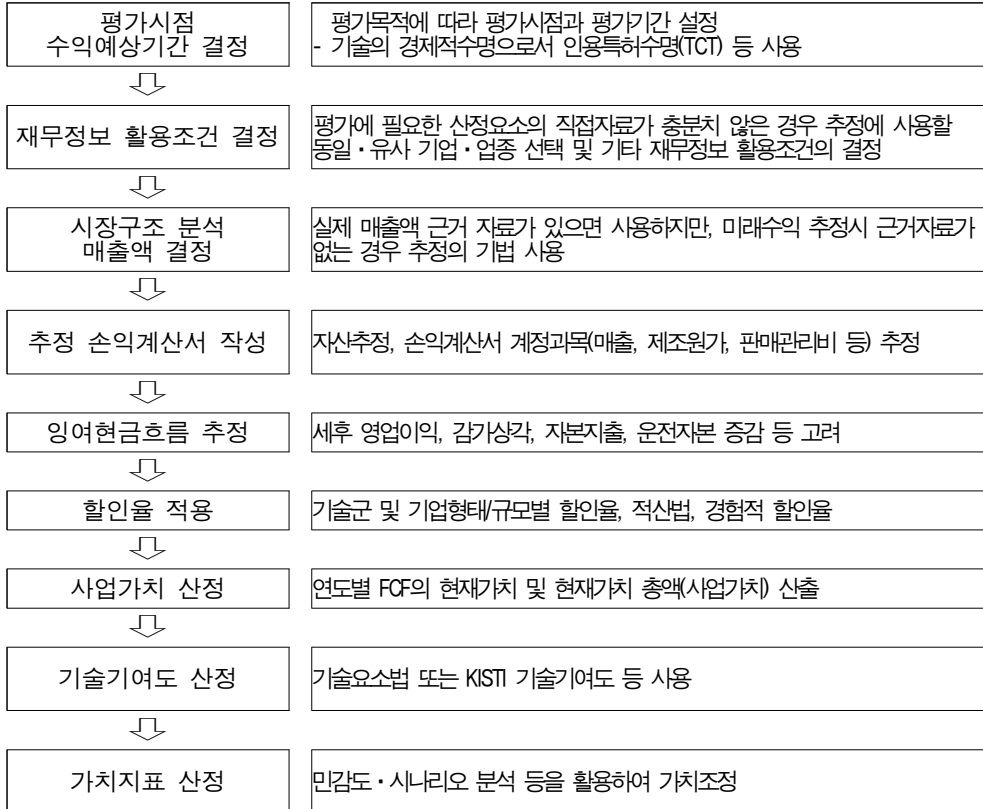 평가시점
수익예상기간 결정
평가목적에 따라 평가시점과 평가기간 설정
- 기술의 경제적수명으로서 인용특허수명(TCT) 등 사용
재무정보 활용조건 결정
평가에 필요한 산정요소의 직접자료가 충분치 않은 경우 추정에 사용할
동일·유사 기업·업종 선택 및 기타 재무정보 활용조건의 결정
시장구조 분석
매출액 결정
실제 매출액 근거 자료가 있으면 사용하지만, 미래수익 추정시 근거자료가
없는 경우 추정의 기법 사용
추정 손익계산서 작성
자산추정, 손익계산서 계정과목(매출, 제조원가, 판매관리비 등) 추정
잉여현금흐름 추정
세후 영업이익, 감가상각, 자본지출, 운전자본 증감 등 고려
할인율 적용
기술군 및 기업형태/규모별 할인율, 적산법, 경험적 할인율
사업가치 산정
연도별 FCF의 현재가치 및 현재가치 총액(사업가치) 산출
기술기여도 산정
기술요소법 또는 KISTI 기술기여도 등 사용
가치지표 산정
민감도·시나리오 분석 등을 활용하여 가치조정